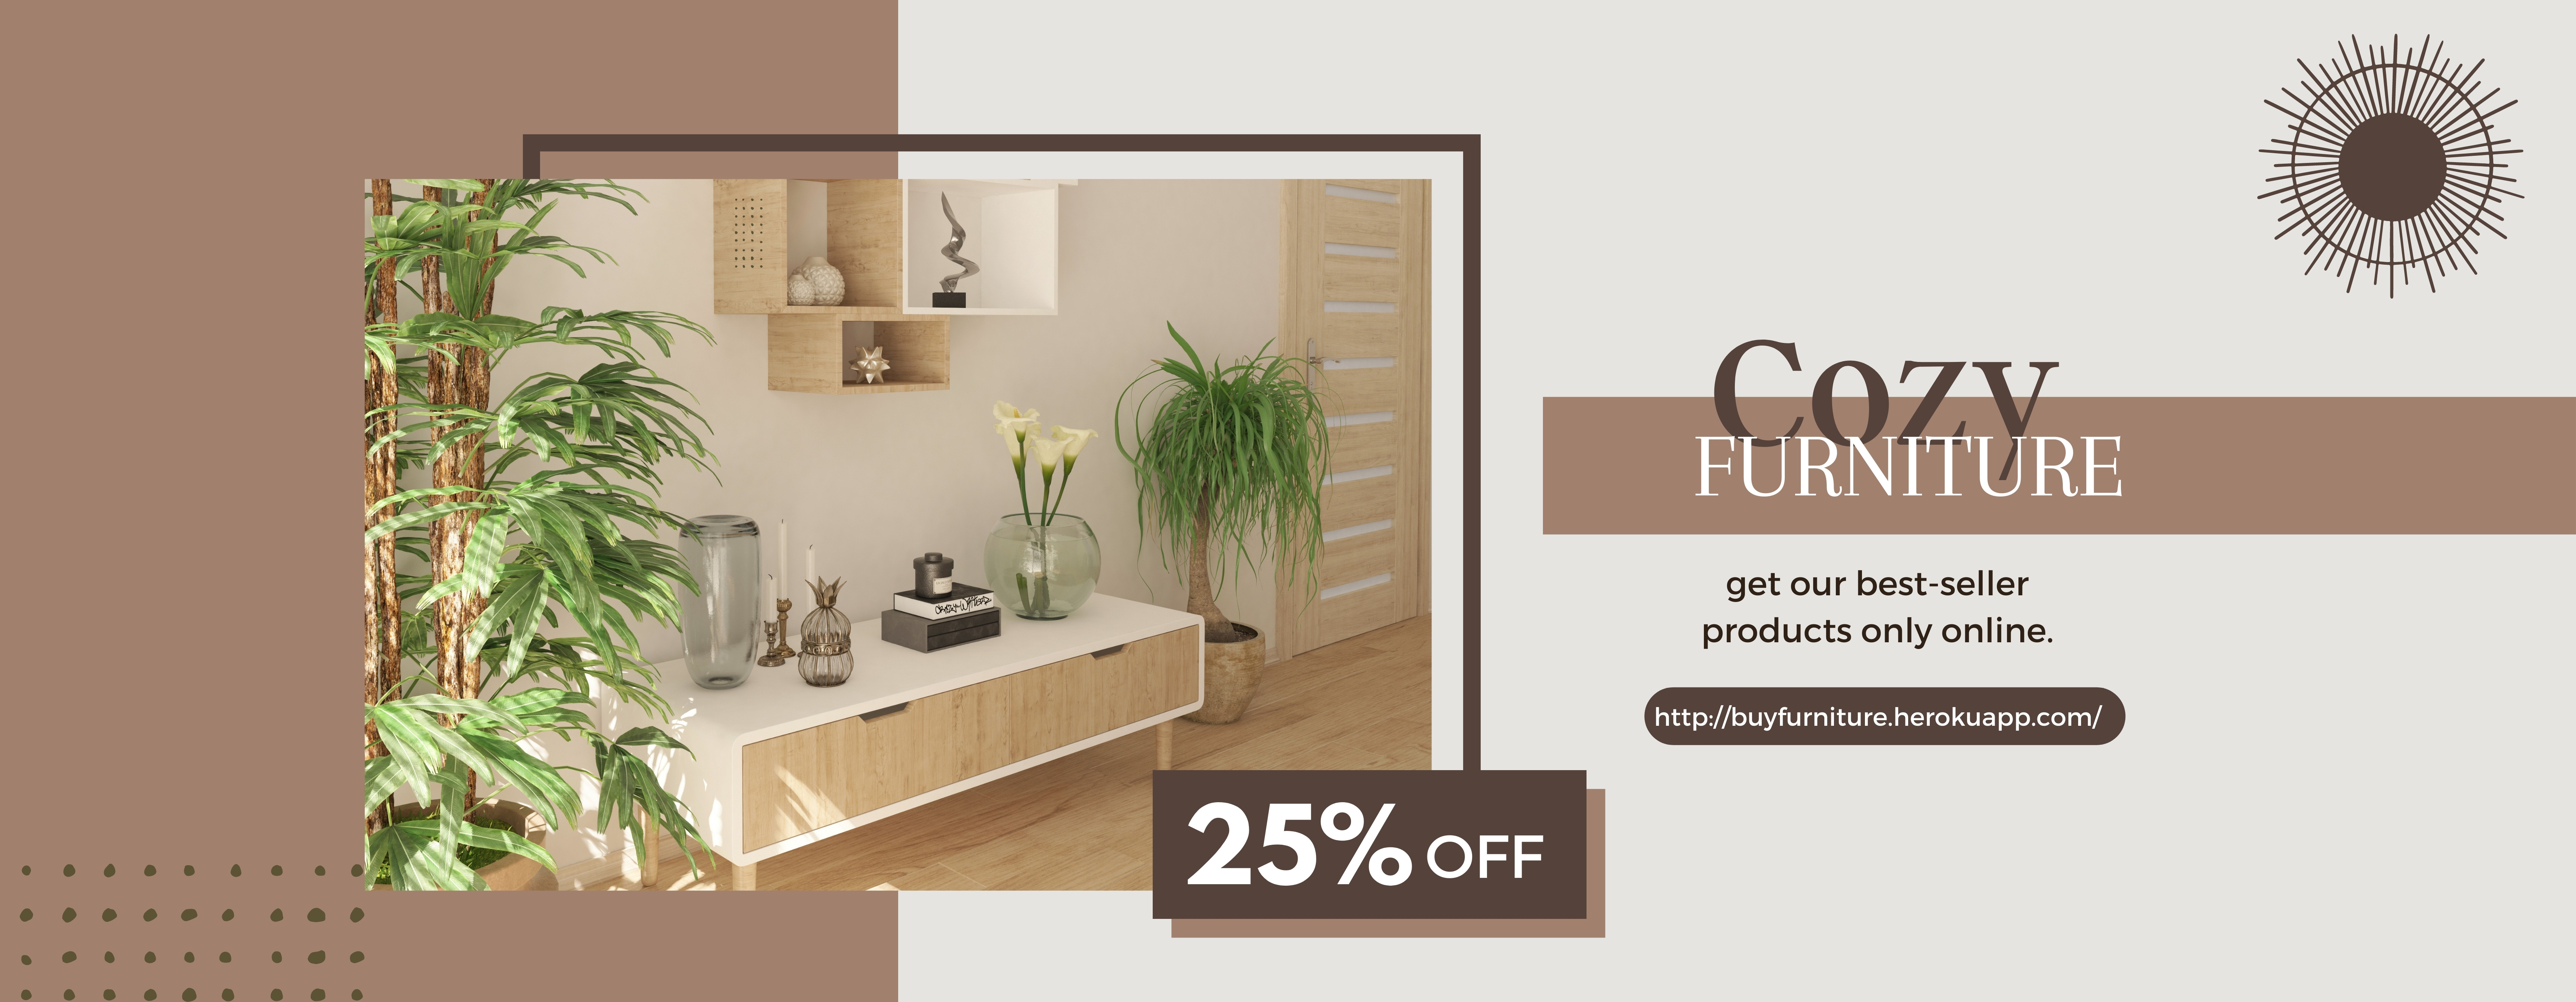 Cozy
FURNITURE
get our best-seller
products only online.
http://buyfurniture.herokuapp.com/
25% OFF